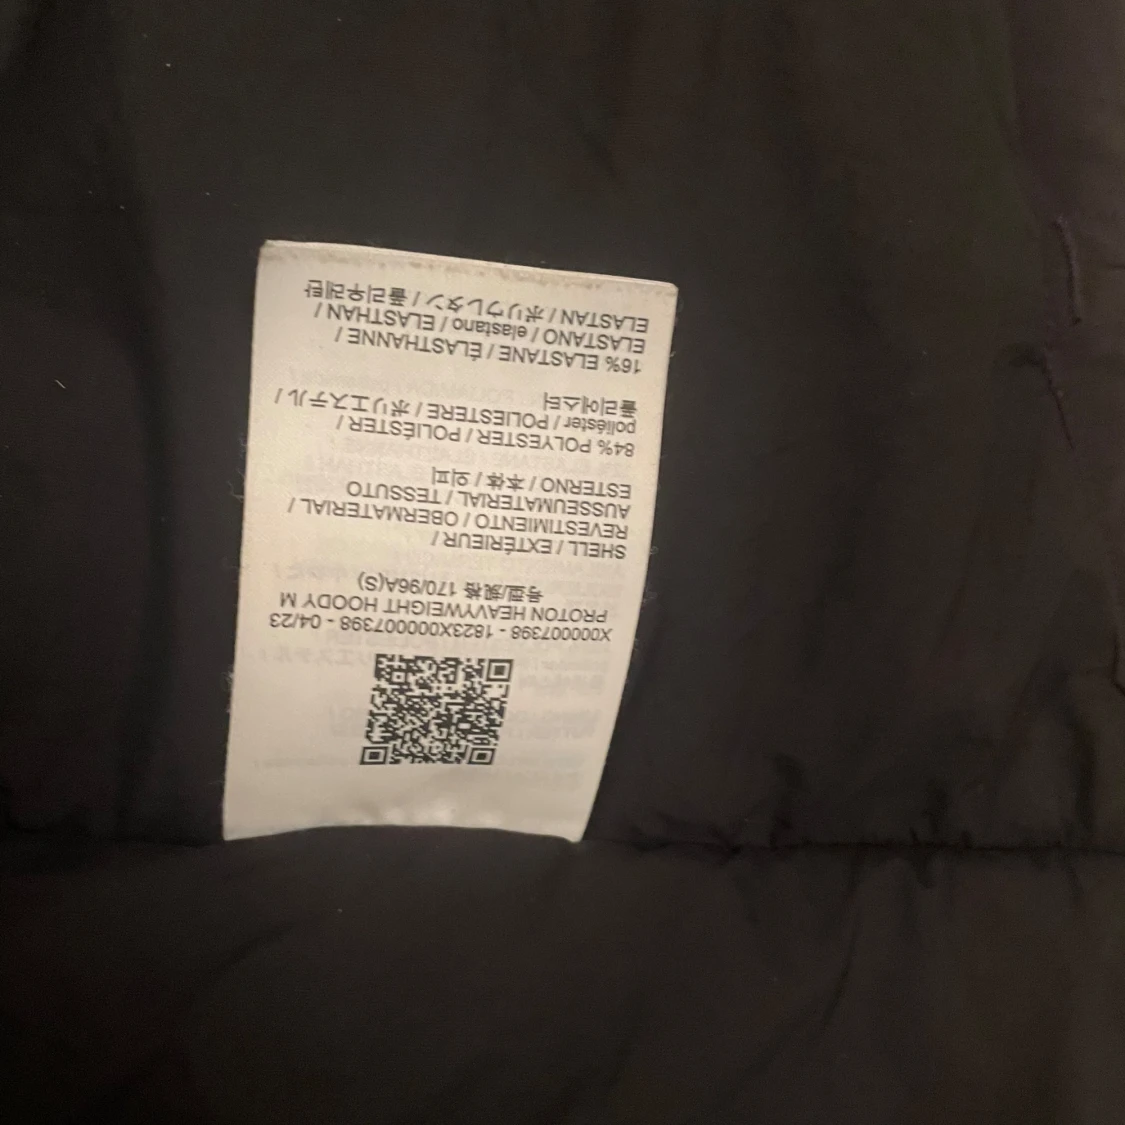 X000007398 - 1823X000007398 - 04/23
PROTON HEAVYWEIGHT HOODY M
号型/規格 170/96A(S)
SHELL / EXTÉRIEUR /
REVESTIMIENTO / OBERMATERIAL /
AUSSEUMATERIAL / TESSUTO
ESTERNO / 本体 / 외피
84% POLYESTER / POLIÉSTER /
poliéster / POLIESTERE / ポリエステル /
폴리에스터
16% ELASTANE / ÉLASTHANNE /
ELASTANO / elastano / ELASTHAN /
ELASTAN / ポリウレタン / 폴리우레탄